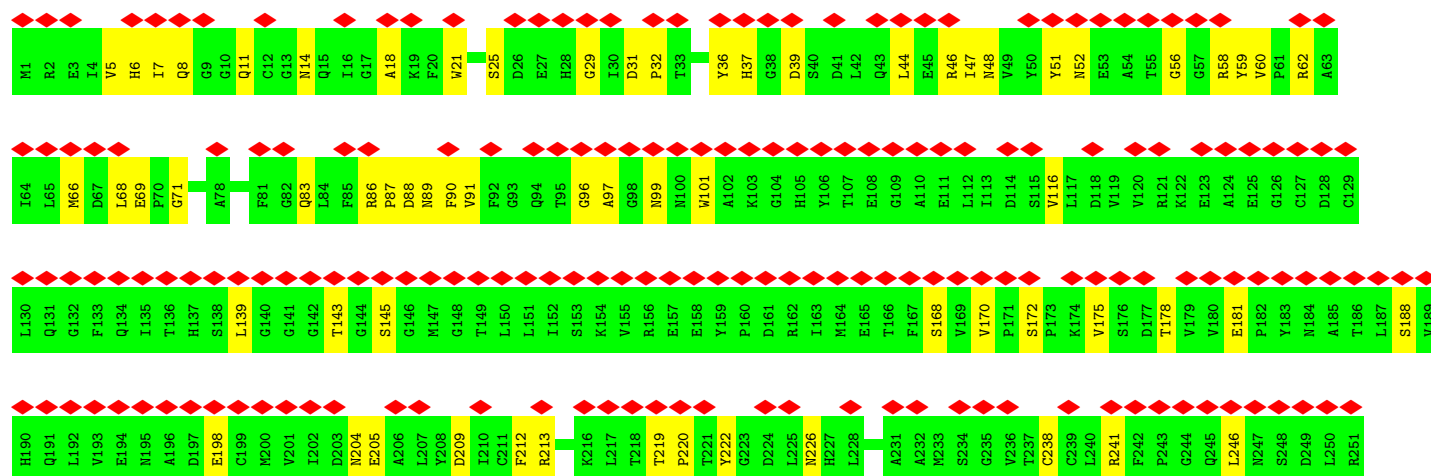 M1 R2 E3 I4 V5 H6 I7 Q8 G9 G10 Q11 C12 G13 N14 Q15 I16 G17 A18 K19 F20 W21 S25 D26 E27 H28 G29 I30 D31 P32 T33 Y36 H37 G38 D39 S40 D41 L42 Q43 L44 E45 R46 I47 N48 V49 Y50 Y51 N52 E53 A54 T55 G56 G57 R58 Y59 V60 P61 R62 A63
I64 L65 M66 D67 L68 E69 P70 G71 A78 F81 G82 Q83 L84 F85 R86 P87 D88 N89 F90 V91 F92 G93 Q94 T95 G96 A97 G98 N99 N100 W101 A102 K103 G104 H105 Y106 T107 E108 G109 A110 E111 L112 I113 D114 S115 V116 L117 D118 V119 V120 R121 K122 E123 A124 E125 G126 C127 D128 C129
L130 Q131 G132 F133 Q134 T135 T136 H137 S138 L139 G140 G141 G142 T143 G144 S145 G146 M147 G148 T149 L150 L151 I152 S153 K154 V155 R156 E157 E158 Y159 P160 D161 R162 I163 M164 E165 T166 F167 S168 V169 V170 P171 S172 P173 K174 V175 S176 D177 T178 V179 V180 E181 P182 Y183 N184 A185 T186 L187 S188 V189
H190 Q191 L192 V193 E194 N195 A196 D197 E198 C199 M200 V201 I202 D203 N204 E205 A206 L207 Y208 D209 I210 C211 F212 R213 K216 L217 T218 T219 P220 T221 Y222 G223 D224 L225 N226 H227 L228 A231 A232 M233 S234 G235 V236 T237 C238 C239 L240 R241 F242 P243 G244 Q245 L246 N247 S248 D249 L250 R251